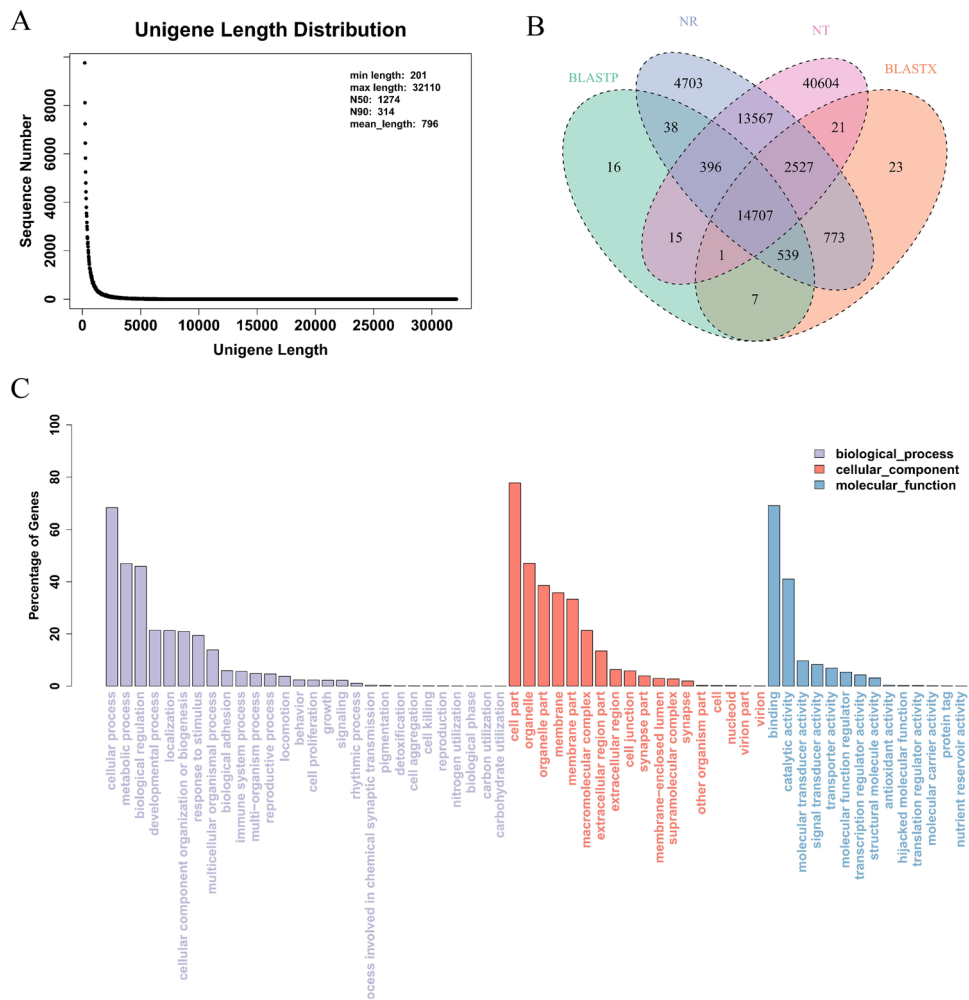 A
Unigene Length Distribution
min length: 201
max length: 32110
N50: 1274
N90: 314
mean_length: 796
Sequence Number
8000
6000
4000
2000
0
0
5000
10000
15000
20000
25000
30000
Unigene Length
B
NR
NT
BLASTP
BLASTX
4703
40604
38
13567
21
16
396
2527
23
14707
15
773
1
539
7
C
Percentage of Genes
100
80
60
40
20
0
biological_process
cellular_component
molecular_function
cellular process
metabolic process
biological regulation
developmental process
localization
cellular component organization or biogenesis
response to stimulus
multicellular organismal process
biological adhesion
immune system process
multi−organism process
reproductive process
locomotion
behavior
cell proliferation
growth
signaling
rhythmic process
ocess involved in chemical synaptic transmission
pigmentation
detoxification
cell aggregation
cell killing
reproduction
nitrogen utilization
biological phase
carbon utilization
carbohydrate utilization
cell part
organelle
organelle part
membrane
membrane part
macromolecular complex
extracellular region part
extracellular region
cell junction
synapse part
membrane−enclosed lumen
supramolecular complex
synapse
other organism part
cell
nucleoid
virion part
virion
binding
catalytic activity
molecular transducer activity
signal transducer activity
transporter activity
molecular function regulator
transcription regulator activity
structural molecule activity
antioxidant activity
hijacked molecular function
translation regulator activity
molecular carrier activity
protein tag
nutrient reservoir activity